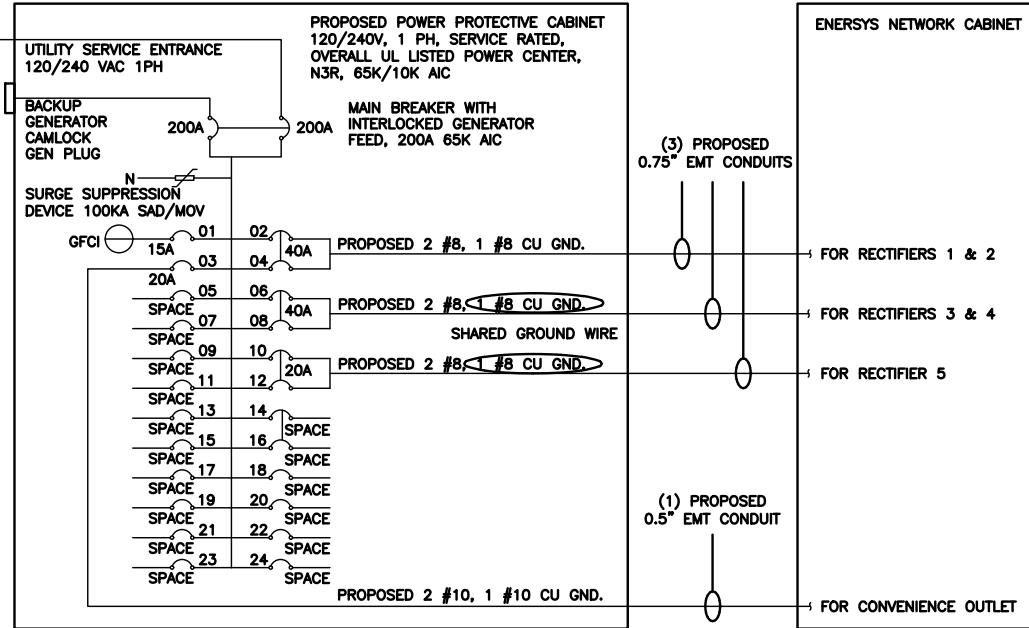 PROPOSED POWER PROTECTIVE CABINET
120/240V, 1 PH, SERVICE RATED,
OVERALL UL LISTED POWER CENTER,
N3R, 65K/10K AIC
ENERSYS NETWORK CABINET
UTILITY SERVICE ENTRANCE
120/240 VAC 1PH
BACKUP
GENERATOR
CAMLOCK
GEN PLUG
200A
200A
MAIN BREAKER WITH
INTERLOCKED GENERATOR
FEED, 200A 65K AIC
(3) PROPOSED
0.75" EMT CONDUITS
N
SURGE SUPPRESSION
DEVICE 100KA SAD/MOV
GFCI
15A
01
02
40A
PROPOSED 2 #8, 1 #8 CU GND.
FOR RECTIFIERS 1 & 2
20A
03
04
SPACE
05
06
40A
PROPOSED 2 #8, 1 #8 CU GND.
FOR RECTIFIERS 3 & 4
SPACE
07
08
SHARED GROUND WIRE
SPACE
09
10
20A
PROPOSED 2 #8, 1 #8 CU GND.
FOR RECTIFIER 5
SPACE
11
12
SPACE
13
14
SPACE
SPACE
15
16
SPACE
SPACE
17
18
SPACE
SPACE
19
20
SPACE
SPACE
21
22
SPACE
SPACE
23
24
SPACE
(1) PROPOSED
0.5" EMT CONDUIT
PROPOSED 2 #10, 1 #10 CU GND.
FOR CONVENIENCE OUTLET